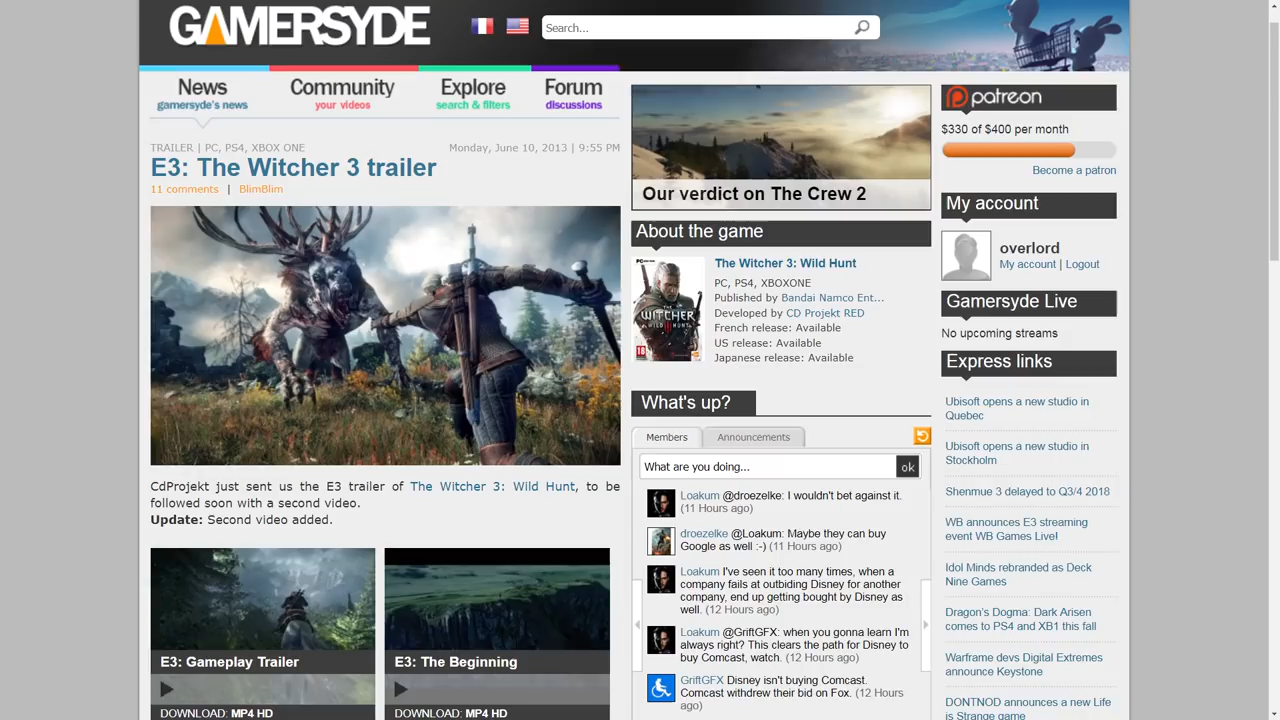 GAMERSYDE
Search...
News
gamersyde's news
Community
your videos
Explore
search & filters
Forum
discussions
TRAILER | PC, PS4, XBOX ONE
Monday, June 10, 2013 | 9:55 PM
E3: The Witcher 3 trailer
11 comments | BlimBlim
CdProjekt just sent us the E3 trailer of The Witcher 3: Wild Hunt, to be
followed soon with a second video.
Update: Second video added.
E3: Gameplay Trailer
DOWNLOAD: MP4 HD
E3: The Beginning
DOWNLOAD: MP4 HD
Our verdict on The Crew 2
About the game
THE
WITCHER
WILD HUNT
18
The Witcher 3: Wild Hunt
PC, PS4, XBOXONE
Published by Bandai Namco Ent...
Developed by CD Projekt RED
French release: Available
US release: Available
Japanese release: Available
What's up?
Members
Announcements
What are you doing...
ok
Loakum @droezelke: I wouldn't bet against it.
(11 Hours ago)
droezelke @Loakum: Maybe they can buy
Google as well :-) (11 Hours ago)
Loakum I've seen it too many times, when a
company fails at outbiding Disney for another
company, end up getting bought by Disney as
well. (12 Hours ago)
Loakum @GriftGFX: when you gonna learn I'm
always right? This clears the path for Disney to
buy Comcast, watch. (12 Hours ago)
GriftGFX Disney isn't buying Comcast.
Comcast withdrew their bid on Fox. (12 Hours
ago)
patreon
$330 of $400 per month
Become a patron
My account
overlord
My account | Logout
Gamersyde Live
No upcoming streams
Express links
Ubisoft opens a new studio in
Quebec
Ubisoft opens a new studio in
Stockholm
Shenmue 3 delayed to Q3/4 2018
WB announces E3 streaming
event WB Games Live!
Idol Minds rebranded as Deck
Nine Games
Dragon's Dogma: Dark Arisen
comes to PS4 and XB1 this fall
Warframe devs Digital Extremes
announce Keystone
DONTNOD announces a new Life
is Strange game